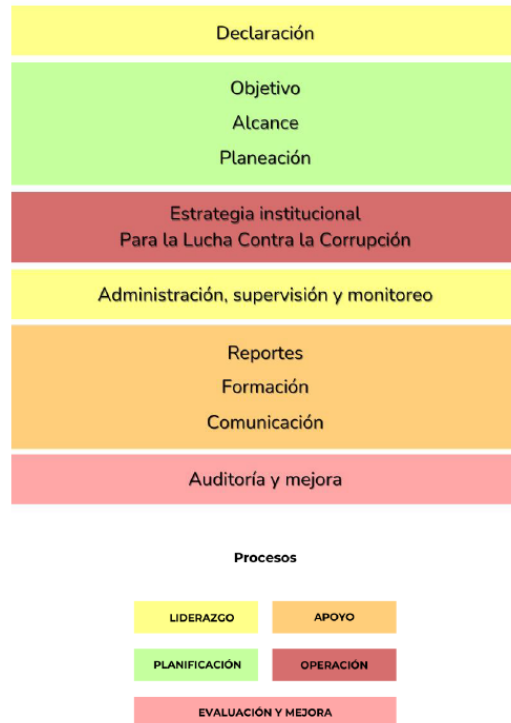 Declaración
Objetivo
Alcance
Planeación
Estrategia institucional
Para la Lucha Contra la Corrupción
Administración, supervisión y monitoreo
Reportes
Formación
Comunicación
Auditoría y mejora
Procesos
LIDERAZGO
APOYO
PLANIFICACIÓN
OPERACIÓN
EVALUACIÓN Y MEJORA